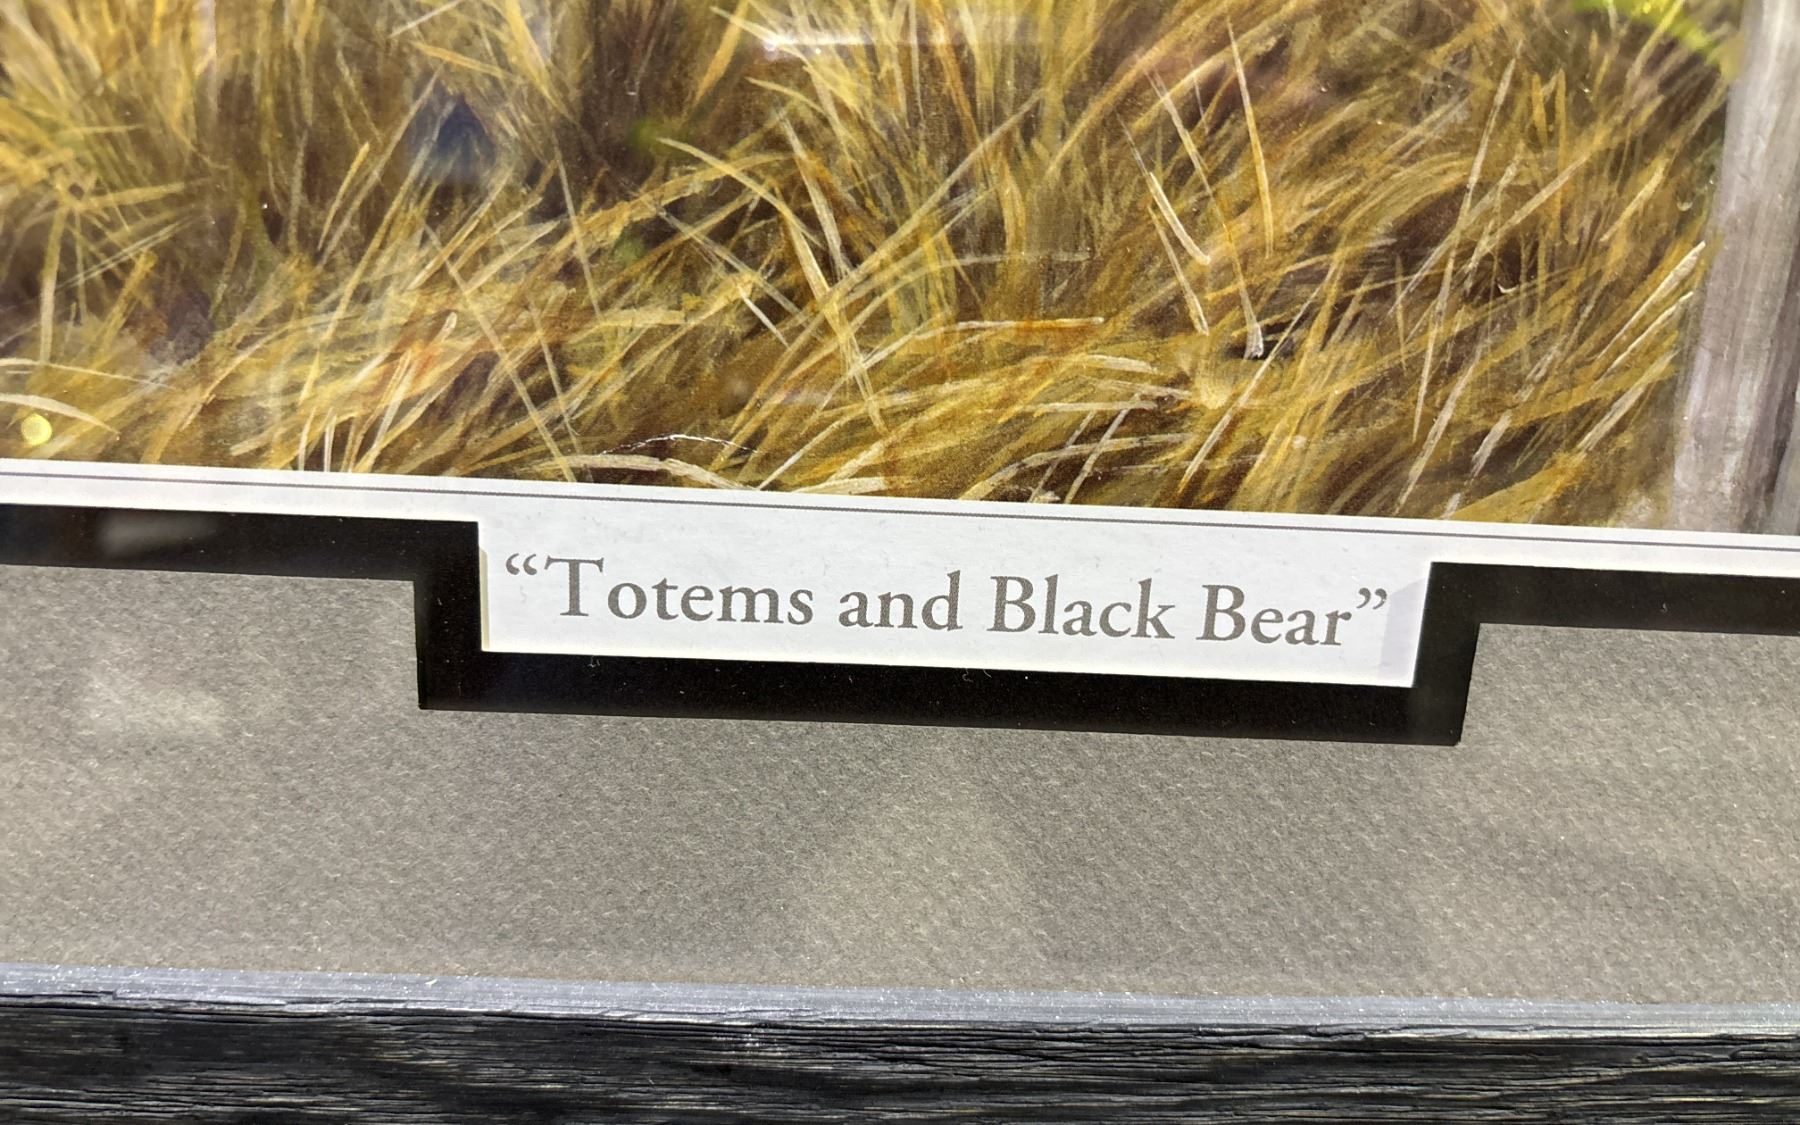 “Totems and Black Bear”